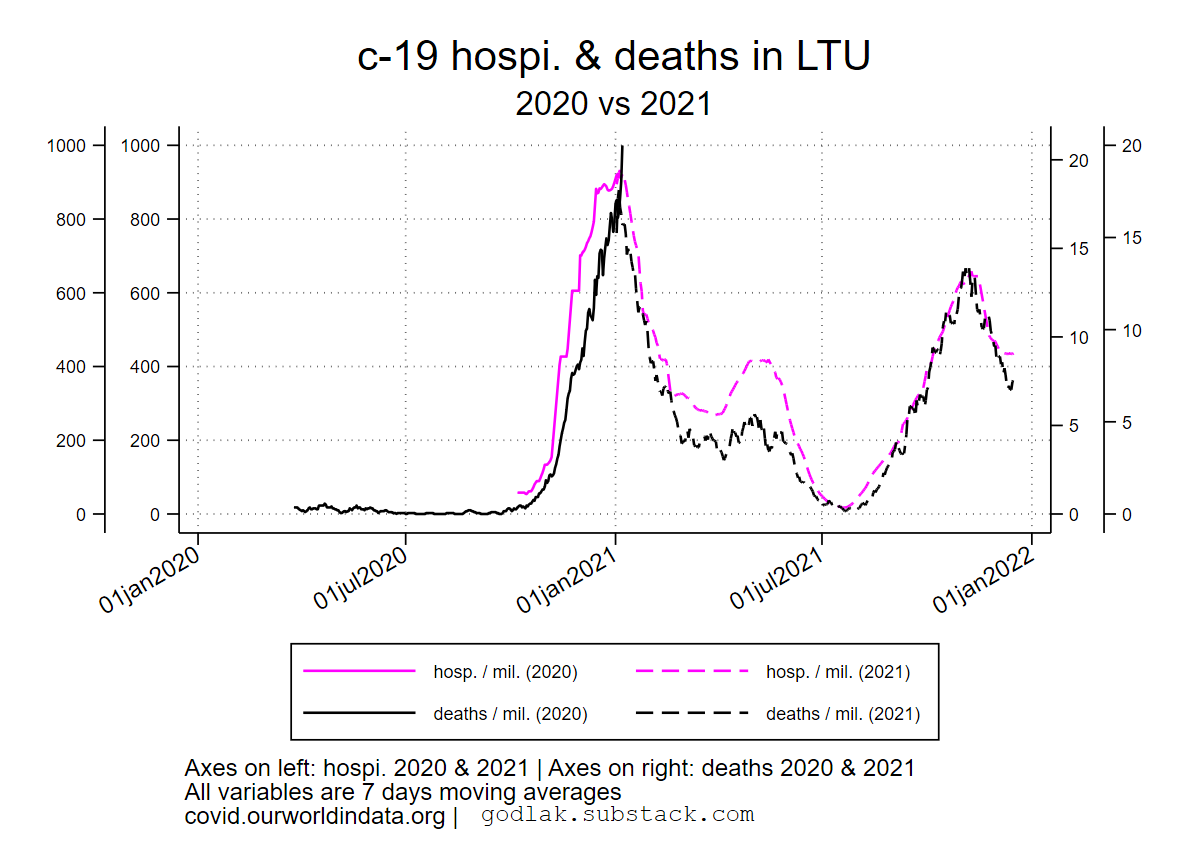 c-19 hospi. & deaths in LTU
2020 vs 2021
1000 1000
800 800
600 600
400 400
200 200
0 0
20 20
15 15
10 10
5 5
0 0
01jan2020 01jul2020 01jan2021 01jul2021 01jan2022
hosp. / mil. (2020) hosp. / mil. (2021)
deaths / mil. (2020) deaths / mil. (2021)
Axes on left: hospi. 2020 & 2021 | Axes on right: deaths 2020 & 2021
All variables are 7 days moving averages
covid.ourworldindata.org | godlak.substack.com